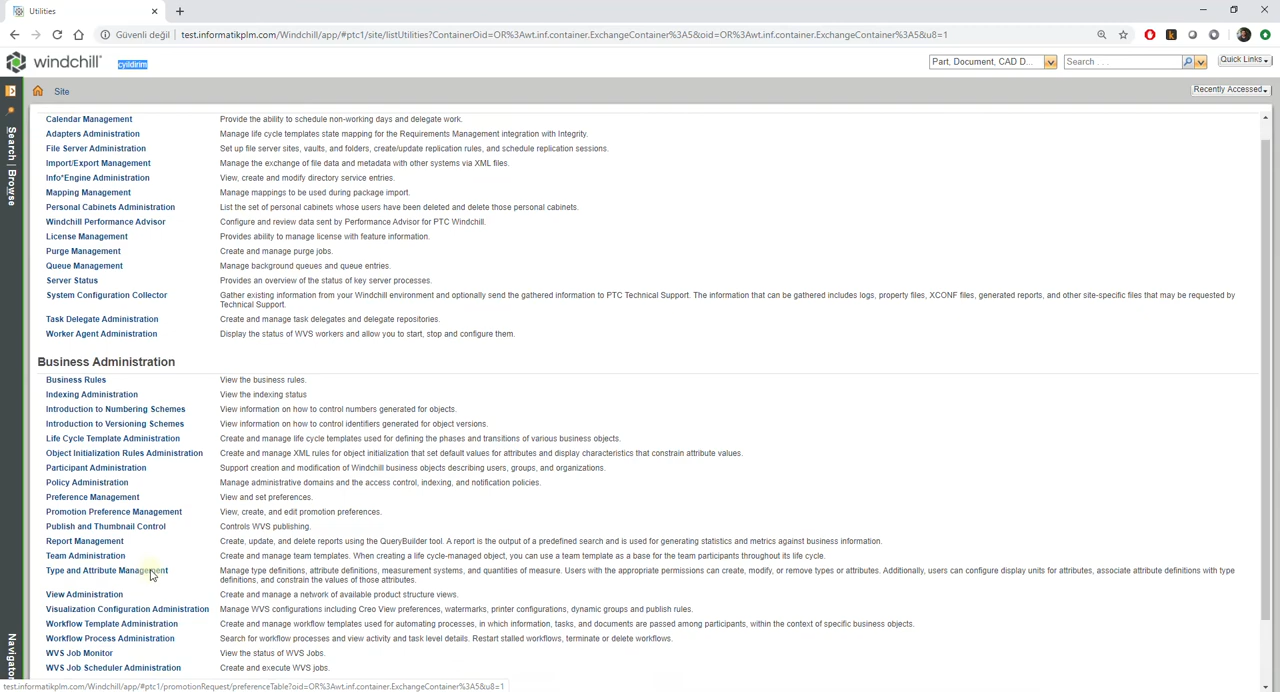 Utilities
Güvenli değil
test.informatikplm.com/Windchill/app/#ptc1/site/listUtilities?ContainerOid=OR%3Awt.inf.container.ExchangeContainer%3A5&oid=OR%3Awt.inf.container.ExchangeContainer%3A5&u8=1
windchill
cyildirim
Part, Document, CAD D...
Search . . .
Quick Links
Site
Recently Accessed
Search | Browse
Navigator
Calendar Management Provide the ability to schedule non-working days and delegate work.
Adapters Administration Manage life cycle templates state mapping for the Requirements Management integration with Integrity.
File Server Administration Set up file server sites, vaults, and folders, create/update replication rules, and schedule replication sessions.
Import/Export Management Manage the exchange of file data and metadata with other systems via XML files.
Info*Engine Administration View, create and modify directory service entries.
Mapping Management Manage mappings to be used during package import.
Personal Cabinets Administration List the set of personal cabinets whose users have been deleted and delete those personal cabinets.
Windchill Performance Advisor Configure and review data sent by Performance Advisor for PTC Windchill.
License Management Provides ability to manage license with feature information.
Purge Management Create and manage purge jobs.
Queue Management Manage background queues and queue entries.
Server Status Provides an overview of the status of key server processes.
System Configuration Collector Gather existing information from your Windchill environment and optionally send the gathered information to PTC Technical Support. The information that can be gathered includes logs, property files, XCONF files, generated reports, and other site-specific files that may be requested by
Technical Support.
Task Delegate Administration Create and manage task delegates and delegate repositories.
Worker Agent Administration Display the status of WVS workers and allow you to start, stop and configure them.
Business Administration
Business Rules View the business rules.
Indexing Administration View the indexing status
Introduction to Numbering Schemes View information on how to control numbers generated for objects.
Introduction to Versioning Schemes View information on how to control identifiers generated for object versions.
Life Cycle Template Administration Create and manage life cycle templates used for defining the phases and transitions of various business objects.
Object Initialization Rules Administration Create and manage XML rules for object initialization that set default values for attributes and display characteristics that constrain attribute values.
Participant Administration Support creation and modification of Windchill business objects describing users, groups, and organizations.
Policy Administration Manage administrative domains and the access control, indexing, and notification policies.
Preference Management View and set preferences.
Promotion Preference Management View, create, and edit promotion preferences.
Publish and Thumbnail Control Controls WVS publishing.
Report Management Create, update, and delete reports using the QueryBuilder tool. A report is the output of a predefined search and is used for generating statistics and metrics against business information.
Team Administration Create and manage team templates. When creating a life cycle-managed object, you can use a team template as a base for the team participants throughout its life cycle.
Type and Attribute Management Manage type definitions, attribute definitions, measurement systems, and quantities of measure. Users with the appropriate permissions can create, modify, or remove types or attributes. Additionally, users can configure display units for attributes, associate attribute definitions with type
definitions, and constrain the values of those attributes.
View Administration Create and manage a network of available product structure views.
Visualization Configuration Administration Manage WVS configurations including Creo View preferences, watermarks, printer configurations, dynamic groups and publish rules.
Workflow Template Administration Create and manage workflow templates used for automating processes, in which information, tasks, and documents are passed among participants, within the context of specific business objects.
Workflow Process Administration Search for workflow processes and view activity and task level details. Restart stalled workflows, terminate or delete workflows.
WVS Job Monitor View the status of WVS Jobs.
WVS Job Scheduler Administration Create and execute WVS jobs.
test.informatikplm.com/Windchill/app/#ptc1/promotionRequest/preferenceTable?oid=OR%3Awt.inf.container.ExchangeContainer%3A5&u8=1